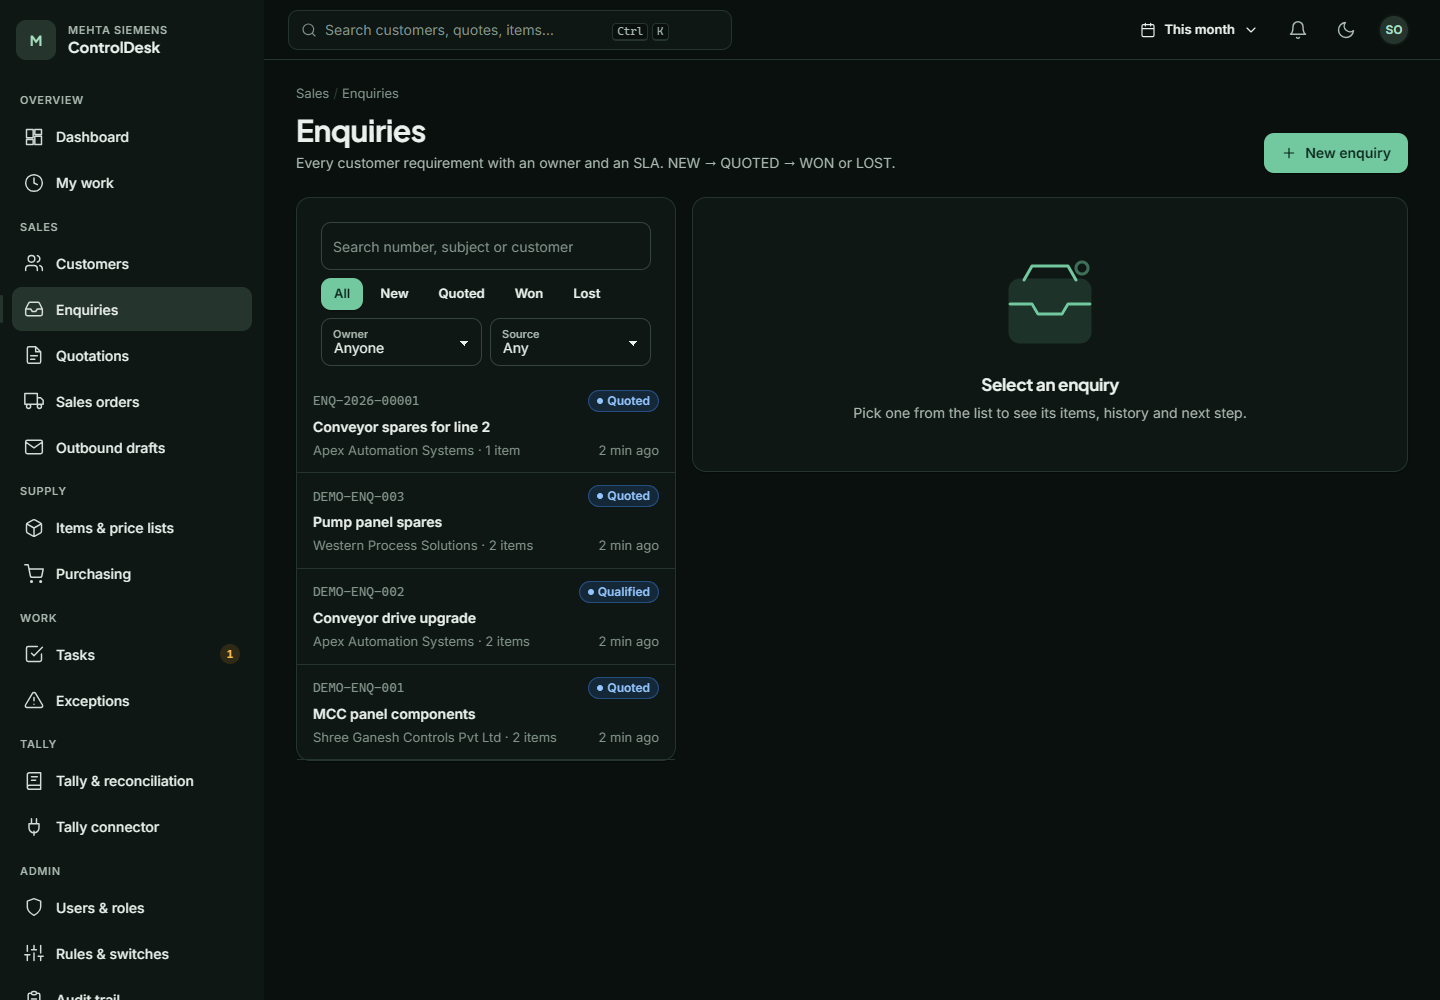 M
MEHTA SIEMENS
ControlDesk
OVERVIEW
Dashboard
My work
SALES
Customers
Enquiries
Quotations
Sales orders
Outbound drafts
SUPPLY
Items & price lists
Purchasing
WORK
Tasks 1
Exceptions
TALLY
Tally & reconciliation
Tally connector
ADMIN
Users & roles
Rules & switches
Audit trail
Search customers, quotes, items... Ctrl K
This month
SO
Sales / Enquiries
Enquiries
Every customer requirement with an owner and an SLA. NEW → QUOTED → WON or LOST.
+ New enquiry
Search number, subject or customer
All New Quoted Won Lost
Owner
Anyone
Source
Any
ENQ-2026-00001 Quoted
Conveyor spares for line 2
Apex Automation Systems · 1 item 2 min ago
DEMO-ENQ-003 Quoted
Pump panel spares
Western Process Solutions · 2 items 2 min ago
DEMO-ENQ-002 Qualified
Conveyor drive upgrade
Apex Automation Systems · 2 items 2 min ago
DEMO-ENQ-001 Quoted
MCC panel components
Shree Ganesh Controls Pvt Ltd · 2 items 2 min ago
Select an enquiry
Pick one from the list to see its items, history and next step.